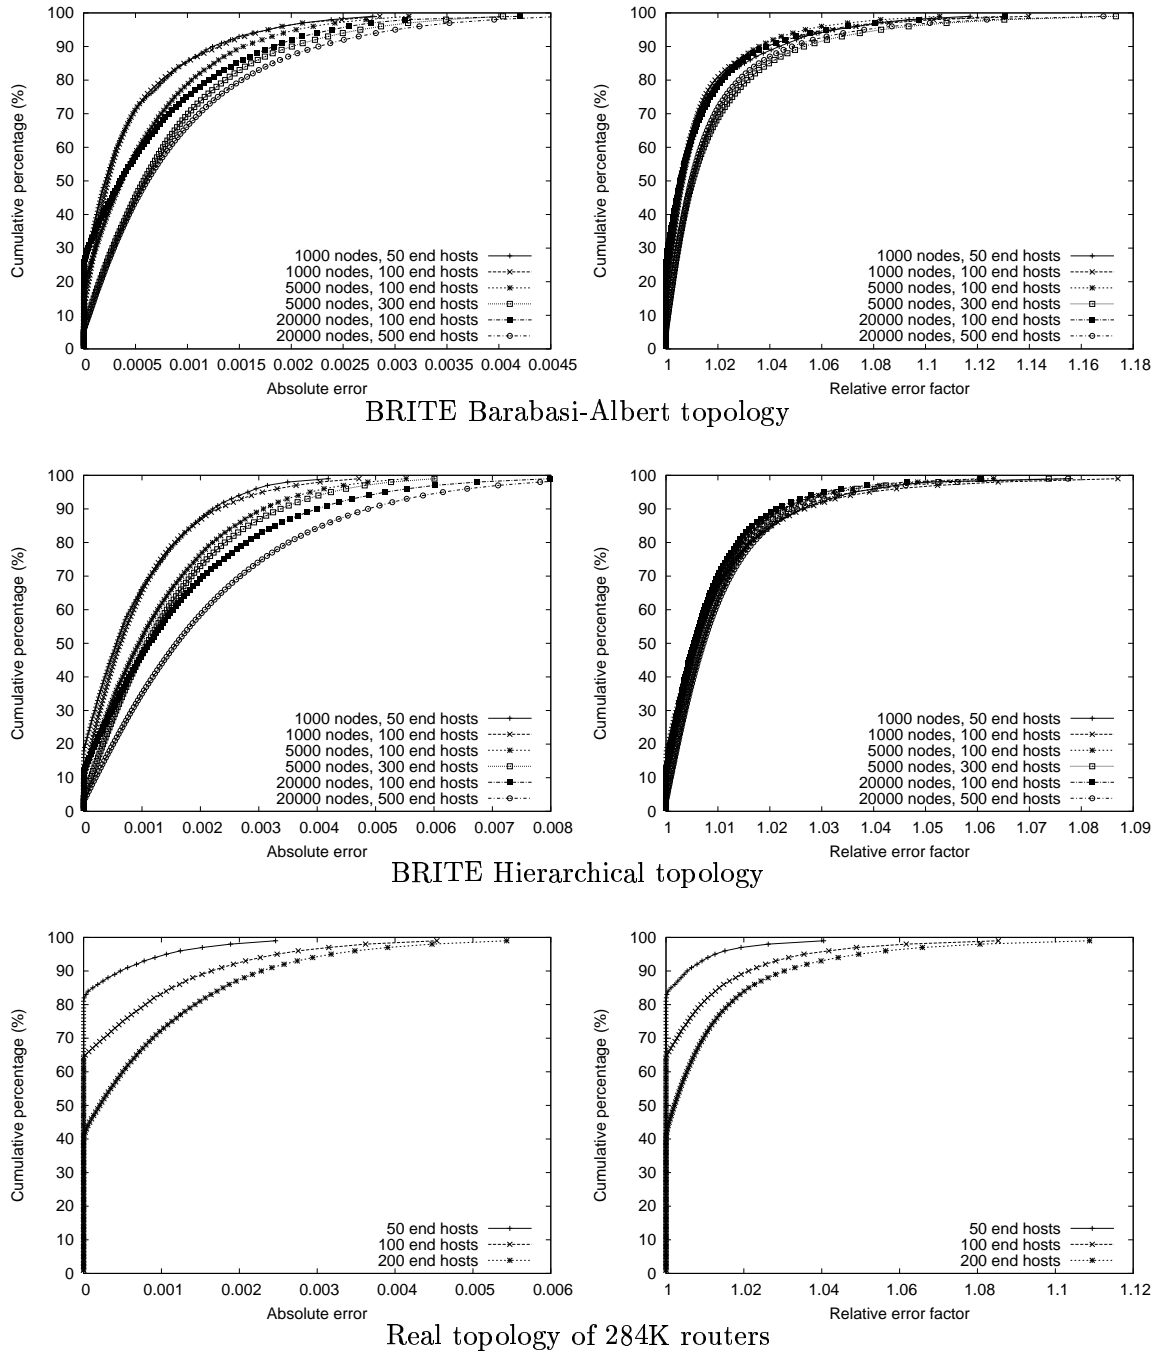 100
90
80
70
60
50
40
30
20
10
0
Cumulative percentage (%)
1000 nodes, 50 end hosts
1000 nodes, 100 end hosts
5000 nodes, 100 end hosts
5000 nodes, 300 end hosts
20000 nodes, 100 end hosts
20000 nodes, 500 end hosts
0 0.0005 0.001 0.0015 0.002 0.0025 0.003 0.0035 0.004 0.0045
Absolute error
100
90
80
70
60
50
40
30
20
10
0
Cumulative percentage (%)
1000 nodes, 50 end hosts
1000 nodes, 100 end hosts
5000 nodes, 100 end hosts
5000 nodes, 300 end hosts
20000 nodes, 100 end hosts
20000 nodes, 500 end hosts
1 1.02 1.04 1.06 1.08 1.1 1.12 1.14 1.16 1.18
Relative error factor
BRITE Barabasi-Albert topology
100
90
80
70
60
50
40
30
20
10
0
Cumulative percentage (%)
1000 nodes, 50 end hosts
1000 nodes, 100 end hosts
5000 nodes, 100 end hosts
5000 nodes, 300 end hosts
20000 nodes, 100 end hosts
20000 nodes, 500 end hosts
0 0.001 0.002 0.003 0.004 0.005 0.006 0.007 0.008
Absolute error
100
90
80
70
60
50
40
30
20
10
0
Cumulative percentage (%)
1000 nodes, 50 end hosts
1000 nodes, 100 end hosts
5000 nodes, 100 end hosts
5000 nodes, 300 end hosts
20000 nodes, 100 end hosts
20000 nodes, 500 end hosts
1 1.01 1.02 1.03 1.04 1.05 1.06 1.07 1.08 1.09
Relative error factor
BRITE Hierarchical topology
100
90
80
70
60
50
40
30
20
10
0
Cumulative percentage (%)
50 end hosts
100 end hosts
200 end hosts
0 0.001 0.002 0.003 0.004 0.005 0.006
Absolute error
100
90
80
70
60
50
40
30
20
10
0
Cumulative percentage (%)
50 end hosts
100 end hosts
200 end hosts
1 1.02 1.04 1.06 1.08 1.1 1.12
Relative error factor
Real topology of 284K routers